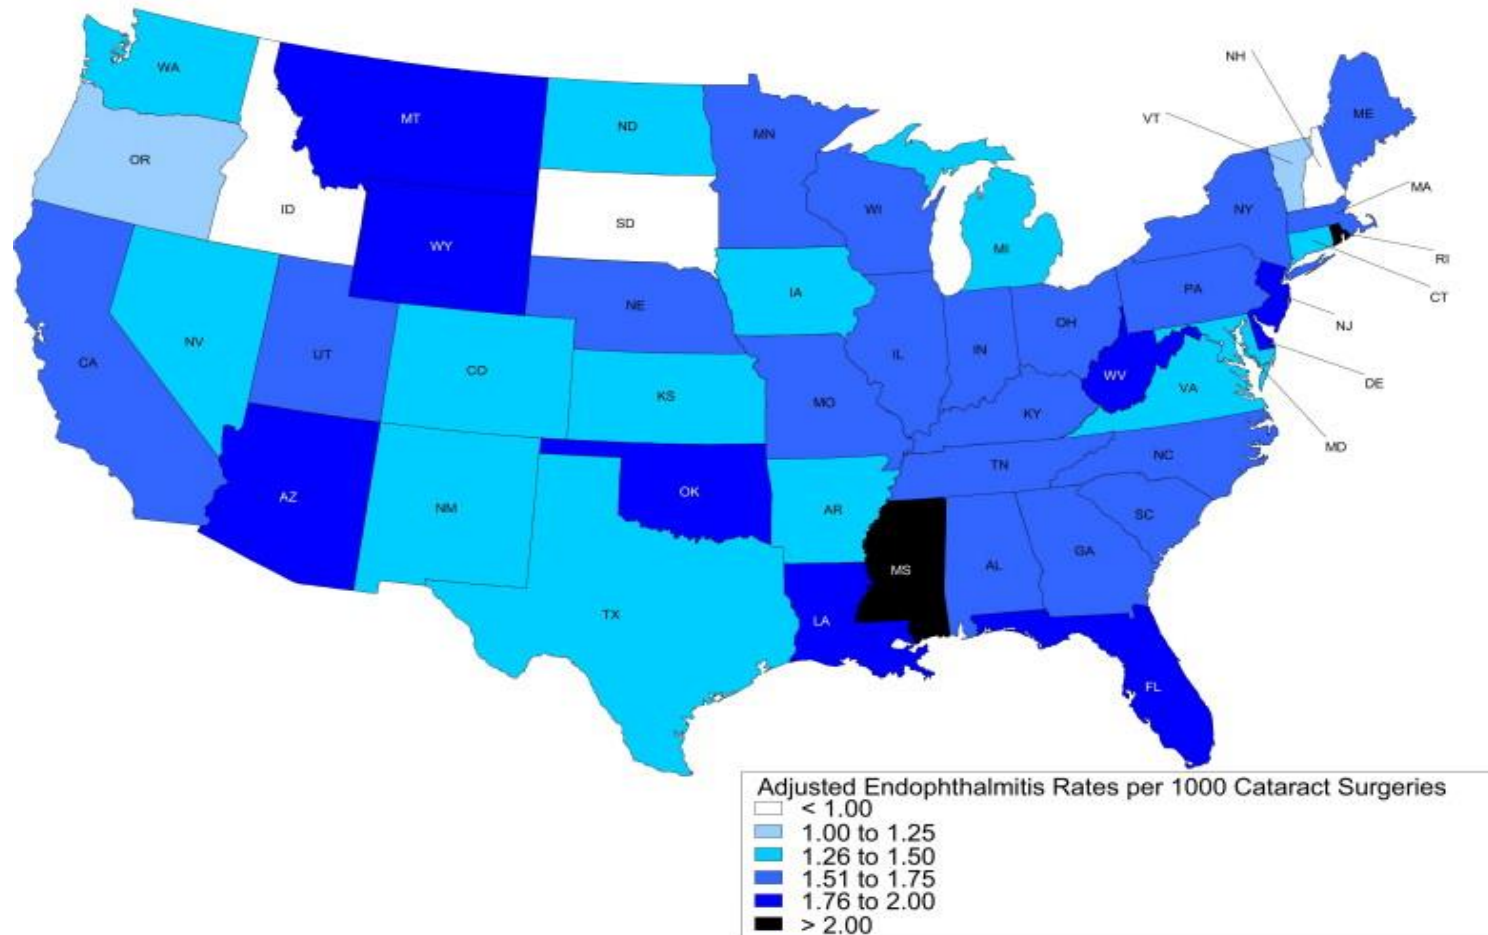 NH
WA
ME
MT
ND
VT
MN
OR
MA
ID
WI
NY
SD
WY
MI
RI
PA
IA
CT
NE
OH
NJ
NV
UT
IL
IN
CA
CO
WV
DE
KS
VA
MO
KY
MD
NC
TN
OK
AZ
NM
AR
SC
GA
MS
AL
TX
LA
FL
Adjusted Endophthalmitis Rates per 1000 Cataract Surgeries
< 1.00
1.00 to 1.25
1.26 to 1.50
1.51 to 1.75
1.76 to 2.00
> 2.00